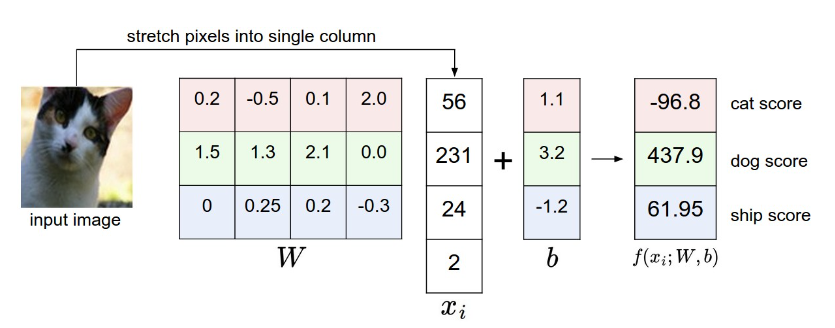 stretch pixels into single column
0.2 -0.5 0.1 2.0
1.5 1.3 2.1 0.0
0 0.25 0.2 -0.3
W
56
231
24
2
x_i
+
1.1
3.2
-1.2
b
-96.8
437.9
61.95
f(x_i; W, b)
cat score
dog score
ship score
input image